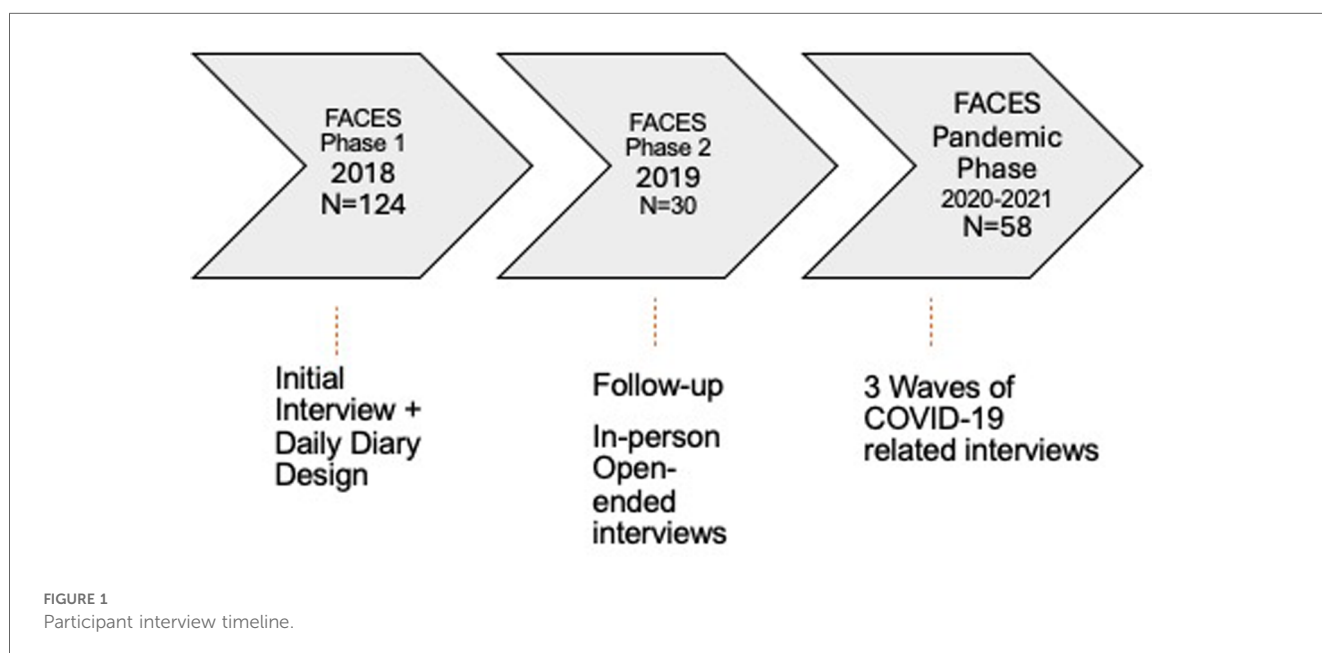 FACES
Phase 1
2018
N=124
FACES
Phase 2
2019
N=30
FACES
Pandemic
Phase
2020-2021
N=58
Initial
Interview +
Daily Diary
Design
Follow-up
In-person
Open-
ended
interviews
3 Waves of
COVID-19
related interviews
FIGURE 1
Participant interview timeline.